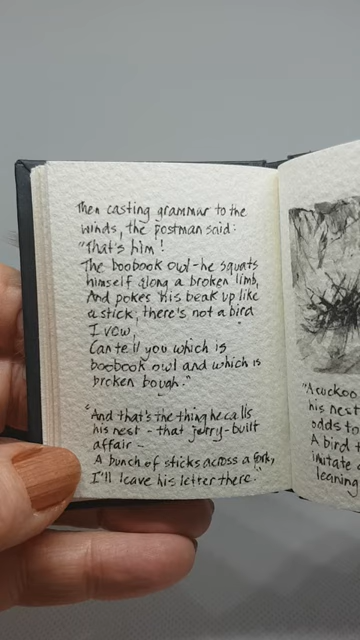 Then casting grammar to the
winds, the postman said:
"That's him'!
The boobook owl-he squats
himself along a broken limb,
And pokes his beak up like
a stick, there's not a bird
I vow,
Can tell you which is
boobook owl and which is
broken bough."
"And that's the thing he calls
his nest - that jerry-built
affair -
A bunch of sticks across a fork,
I'll leave his letter there."
"A cuckoo
his nest
odds to
A bird
imitate
leaning